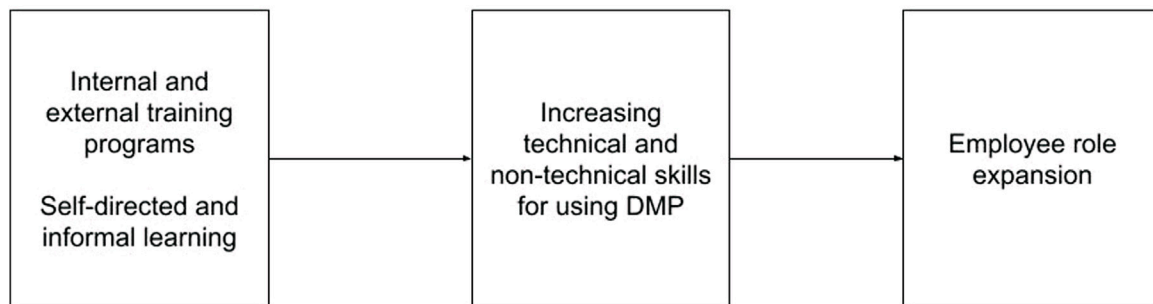 Internal and
external training
programs
Self-directed and
informal learning
Increasing
technical and
non-technical skills
for using DMP
Employee role
expansion